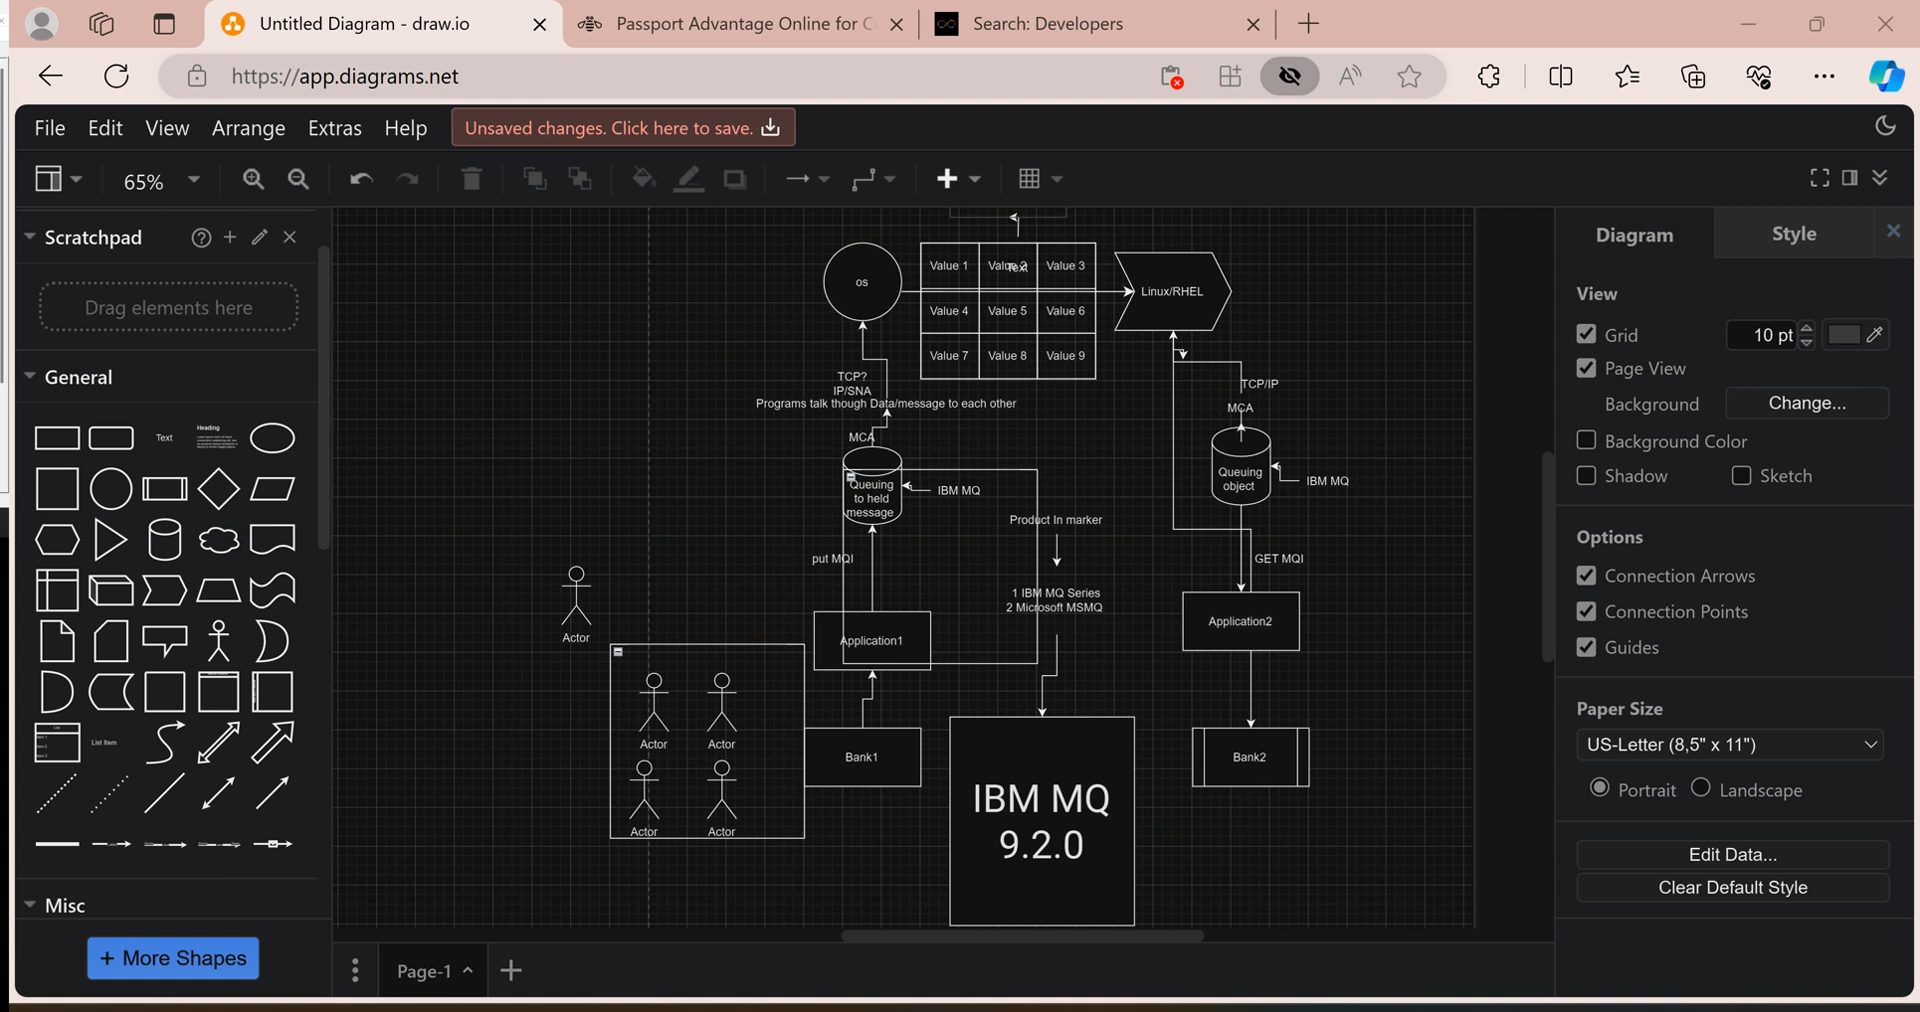 Untitled Diagram - draw.io
Passport Advantage Online for C
Search: Developers
https://app.diagrams.net
File Edit View Arrange Extras Help
Unsaved changes. Click here to save.
65%
Scratchpad
Drag elements here
General
Text
Heading
List Item
Misc
+ More Shapes
os
Value 1 Value 2 Value 3
Text
Value 4 Value 5 Value 6
Value 7 Value 8 Value 9
Linux/RHEL
TCP?
IP/SNA
Programs talk though Data/message to each other
TCP/IP
MCA
MCA
Queuing
to held
message
IBM MQ
Queuing
object
IBM MQ
Product In marker
put MQI
GET MQI
1 IBM MQ Series
2 Microsoft MSMQ
Actor
Application1
Application2
Actor Actor
Actor Actor
Bank1
IBM MQ
9.2.0
Bank2
Page-1
Diagram Style
View
Grid 10 pt
Page View
Background Change...
Background Color
Shadow Sketch
Options
Connection Arrows
Connection Points
Guides
Paper Size
US-Letter (8,5" x 11")
Portrait Landscape
Edit Data...
Clear Default Style